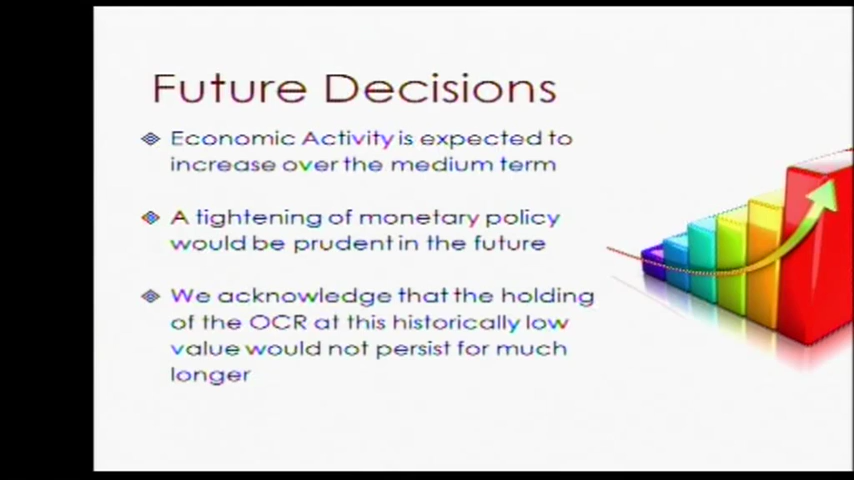 Future Decisions
Economic Activity is expected to
increase over the medium term
A tightening of monetary policy
would be prudent in the future
We acknowledge that the holding
of the OCR at this historically low
value would not persist for much
longer